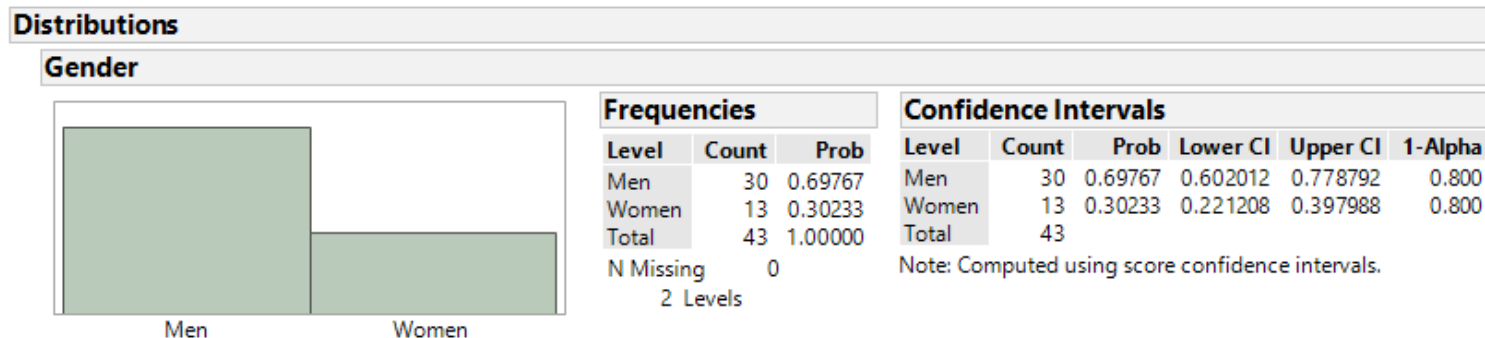 Distributions
Gender
Men Women
Frequencies
Level Count Prob
Men 30 0.69767
Women 13 0.30233
Total 43 1.00000
N Missing 0
2 Levels
Confidence Intervals
Level Count Prob Lower CI Upper CI 1-Alpha
Men 30 0.69767 0.602012 0.778792 0.800
Women 13 0.30233 0.221208 0.397988 0.800
Total 43
Note: Computed using score confidence intervals.